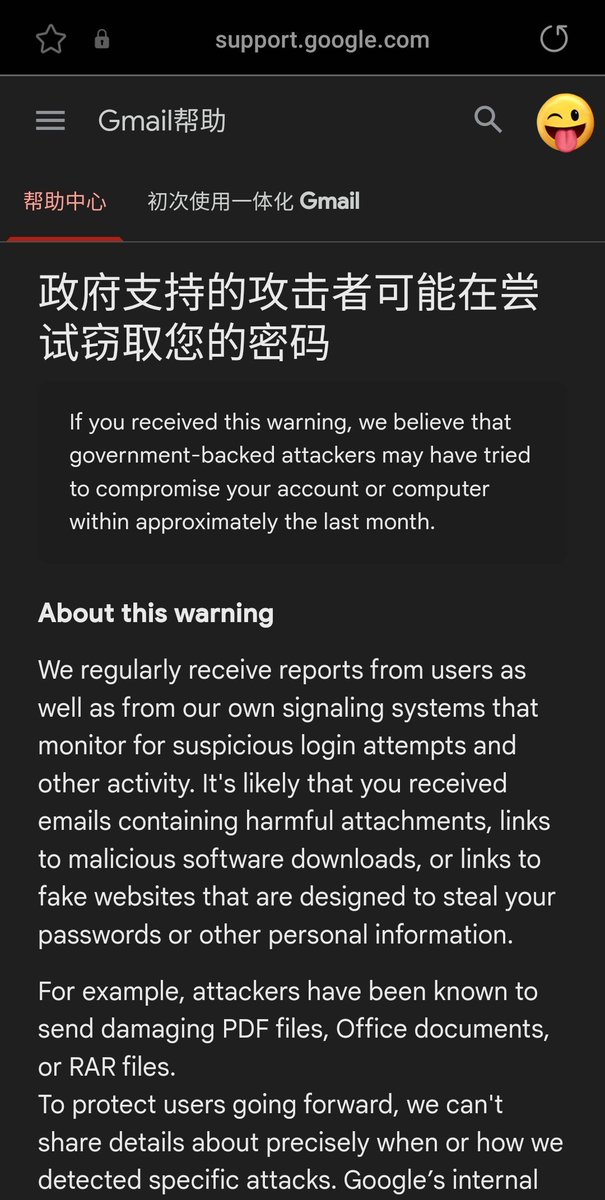 support.google.com
Gmail帮助
帮助中心
初次使用一体化 Gmail
政府支持的攻击者可能在尝
试窃取您的密码
If you received this warning, we believe that
government-backed attackers may have tried
to compromise your account or computer
within approximately the last month.
About this warning
We regularly receive reports from users as
well as from our own signaling systems that
monitor for suspicious login attempts and
other activity. It's likely that you received
emails containing harmful attachments, links
to malicious software downloads, or links to
fake websites that are designed to steal your
passwords or other personal information.
For example, attackers have been known to
send damaging PDF files, Office documents,
or RAR files.
To protect users going forward, we can't
share details about precisely when or how we
detected specific attacks. Google’s internal